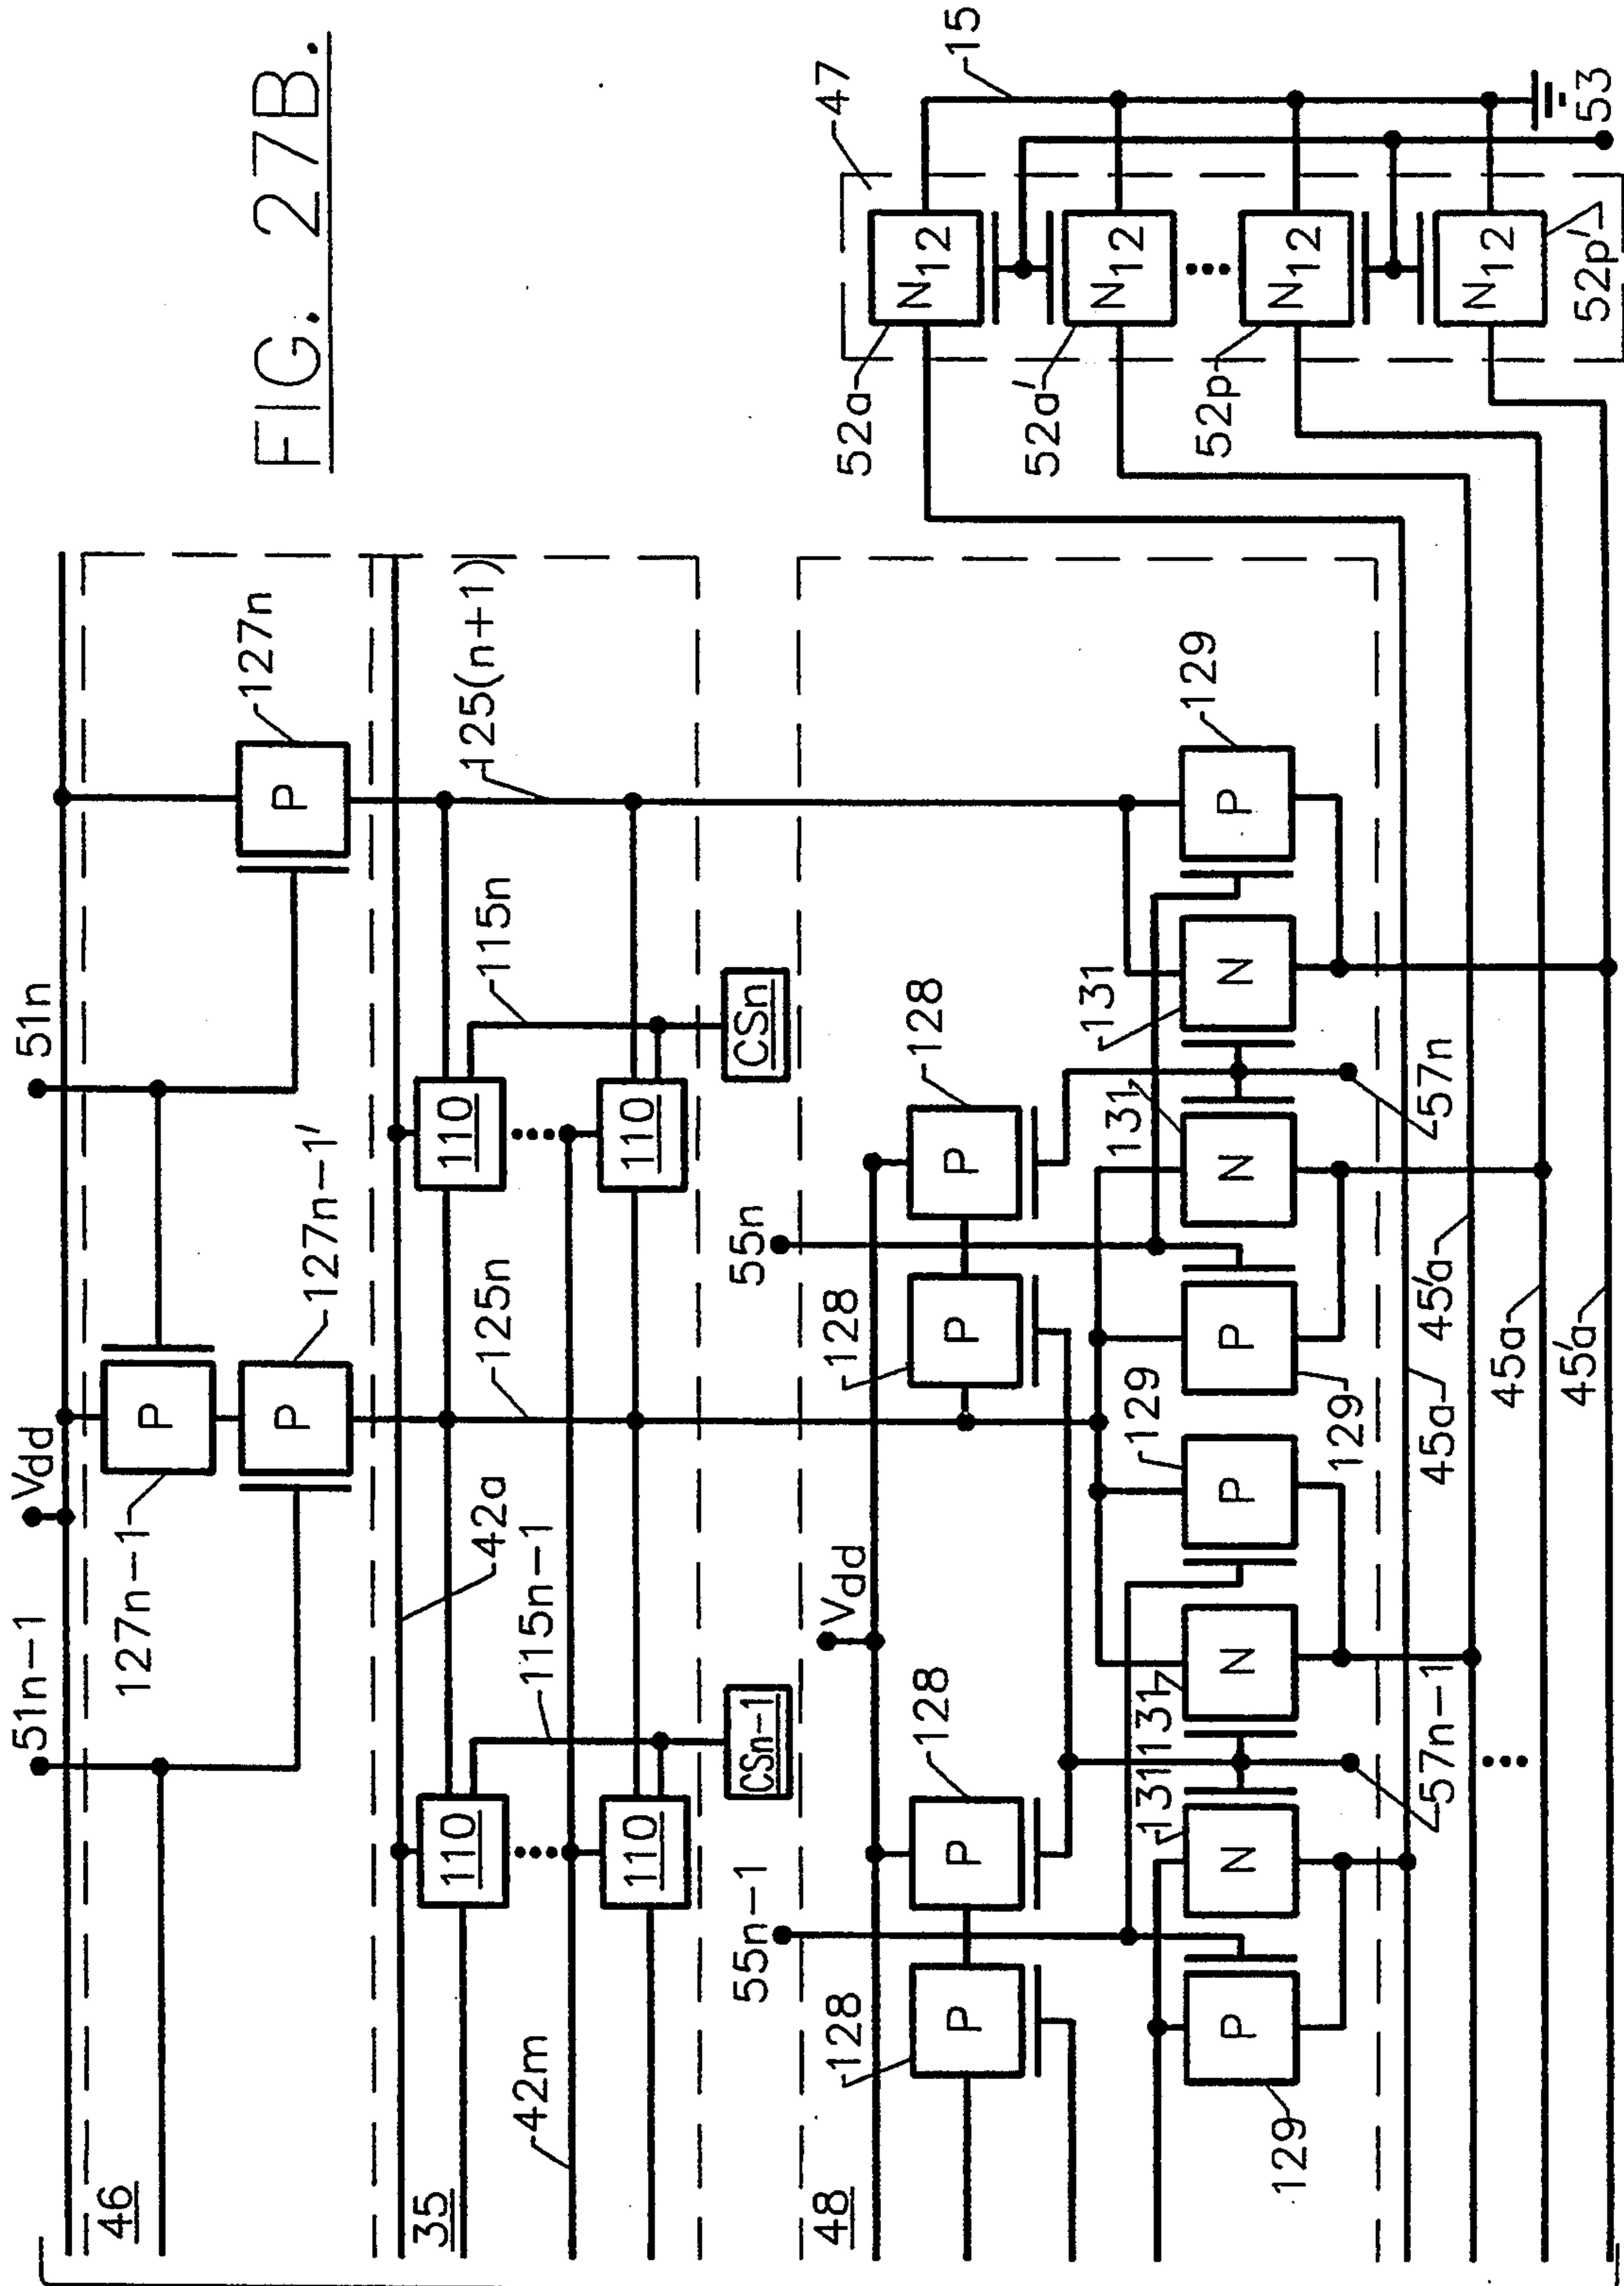 FIG. 27B.
51n-1
Vdd
51n
46
127n-1
127n-1'
127n
35
42a
42m
115n-1
125n
115n
125(n+1)
110
110
110
110
CSn-1
CSn
55n-1
Vdd
55n
48
128
128
128
128
P
P
P
P
P
P
P
129
131
131
129
129
131
131
129
P
N
N
P
P
N
N
P
57n-1
57n
45a
45'a
45a
45'a
47
15
52a
52a'
52p
52p'
N12
N12
N12
N12
53